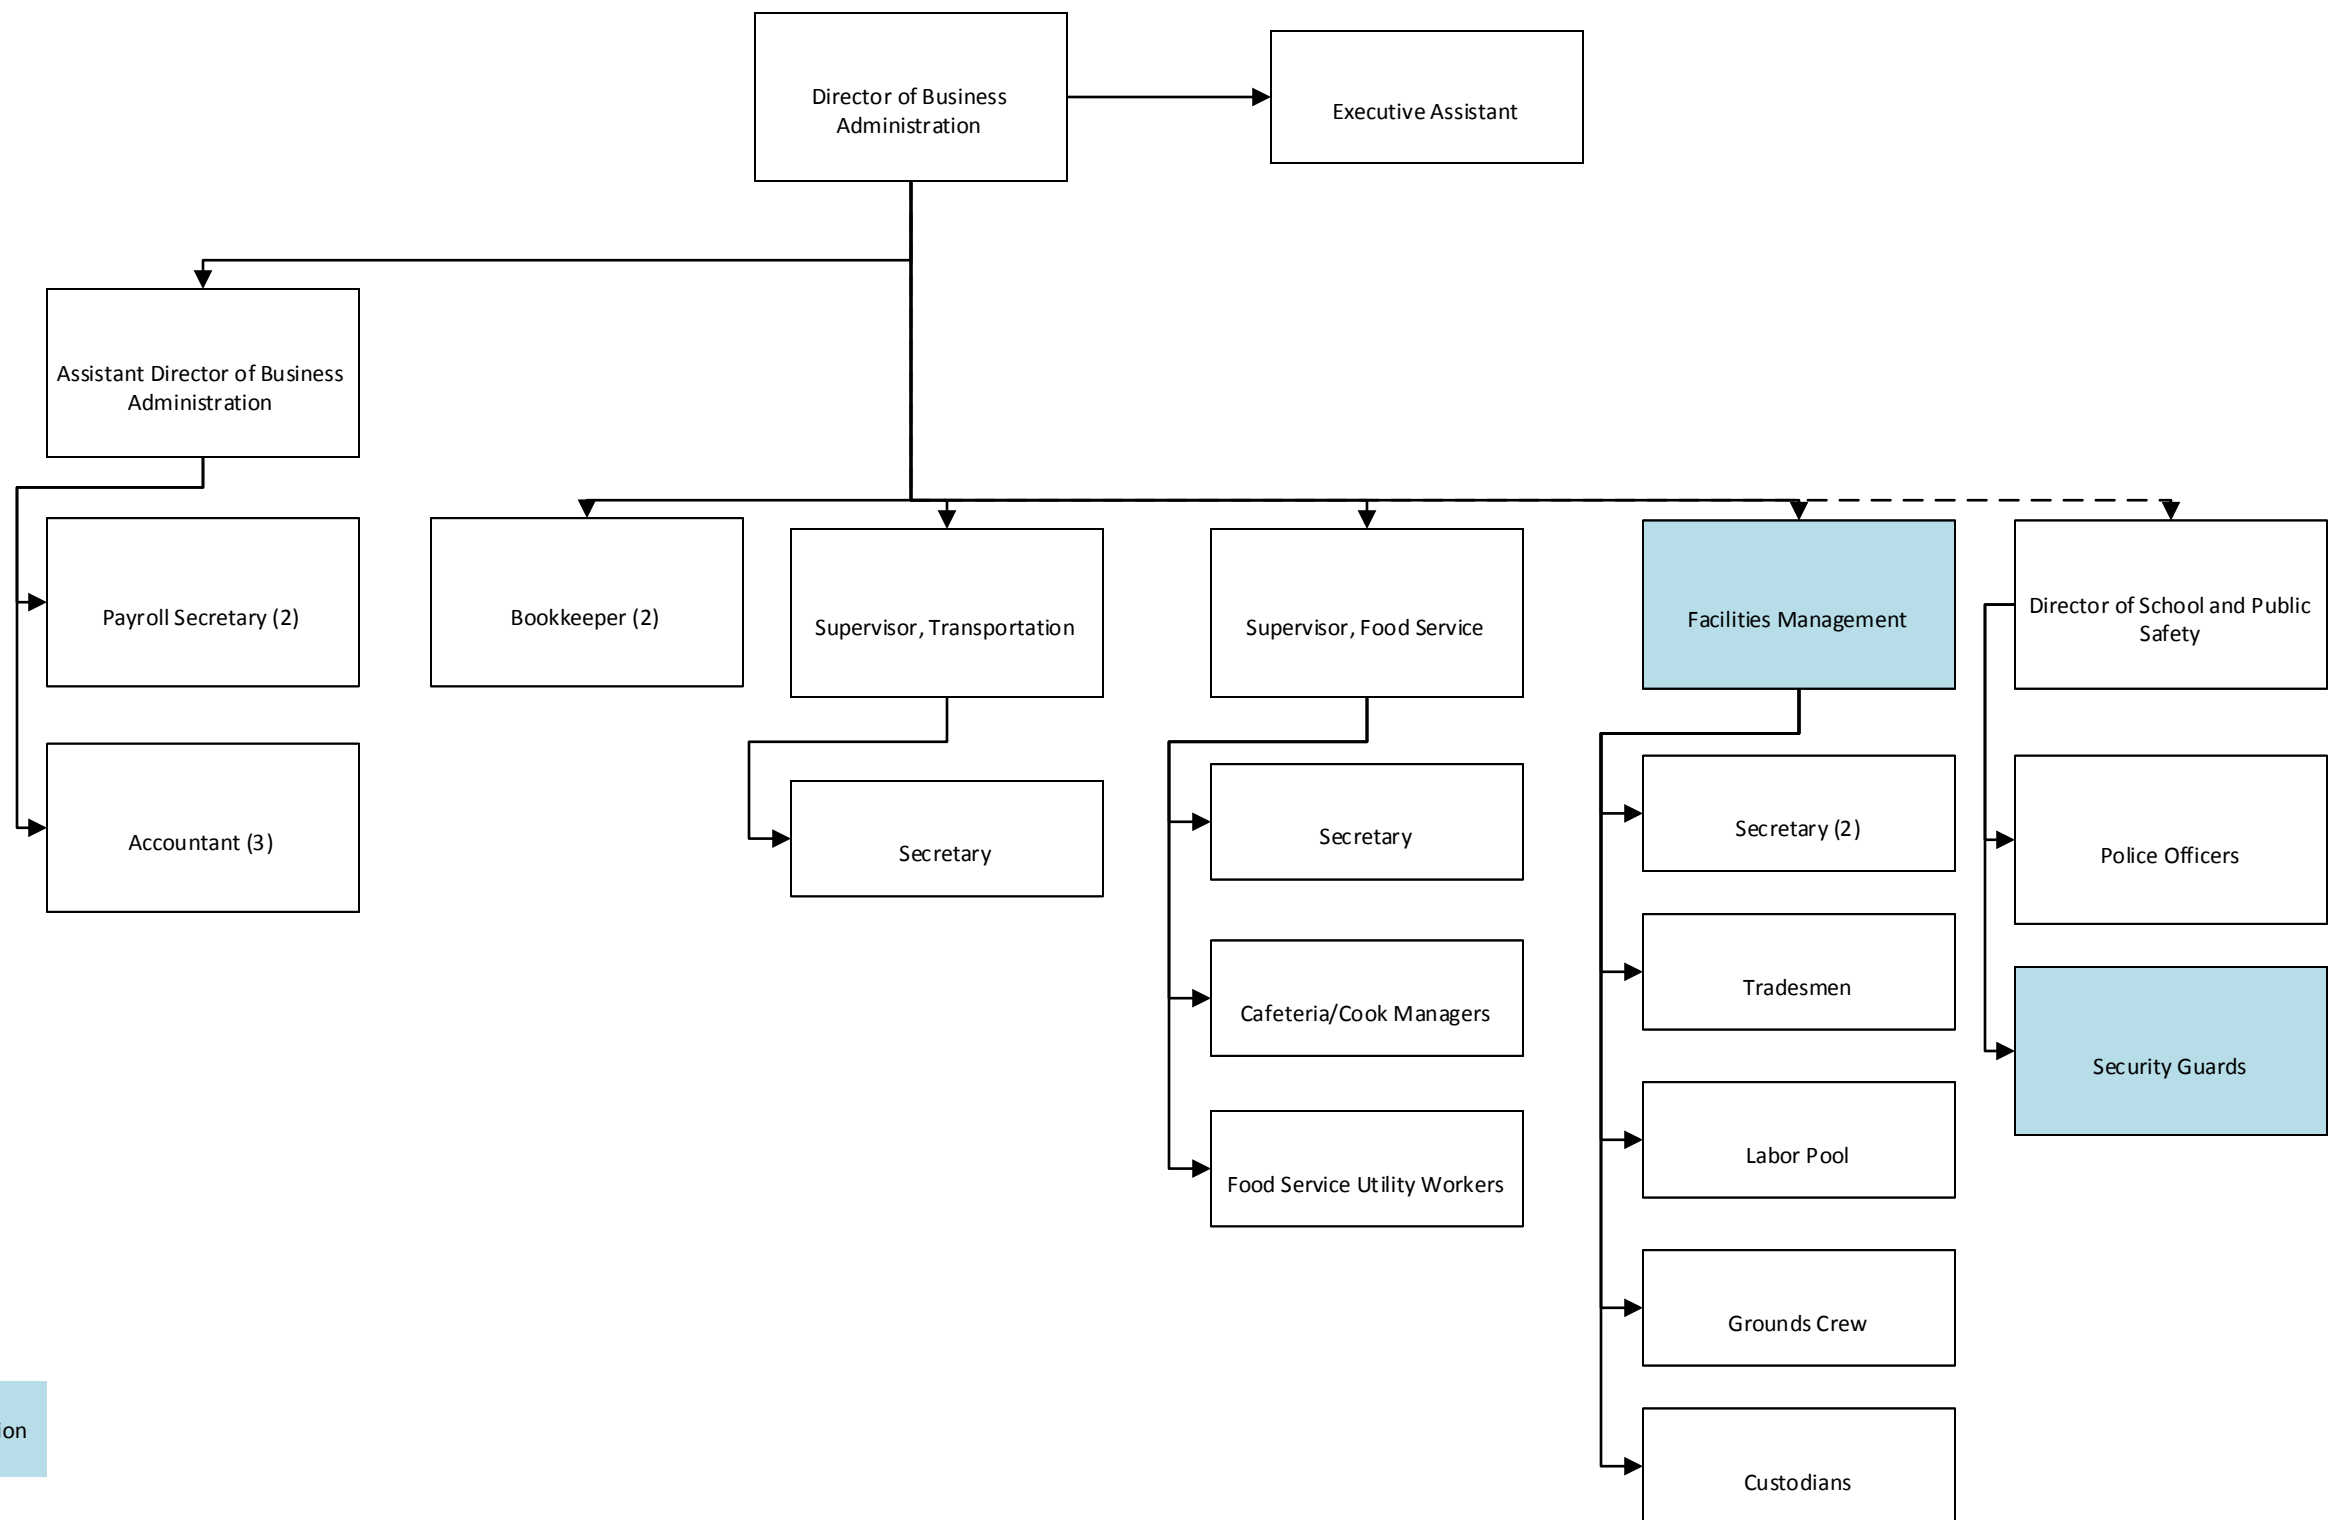 Director of Business
Administration
Executive Assistant
Assistant Director of Business
Administration
Payroll Secretary (2)
Bookkeeper (2)
Supervisor, Transportation
Supervisor, Food Service
Facilities Management
Director of School and Public
Safety
Accountant (3)
Secretary
Secretary
Cafeteria/Cook Managers
Food Service Utility Workers
Secretary (2)
Tradesmen
Labor Pool
Grounds Crew
Custodians
Police Officers
Security Guards